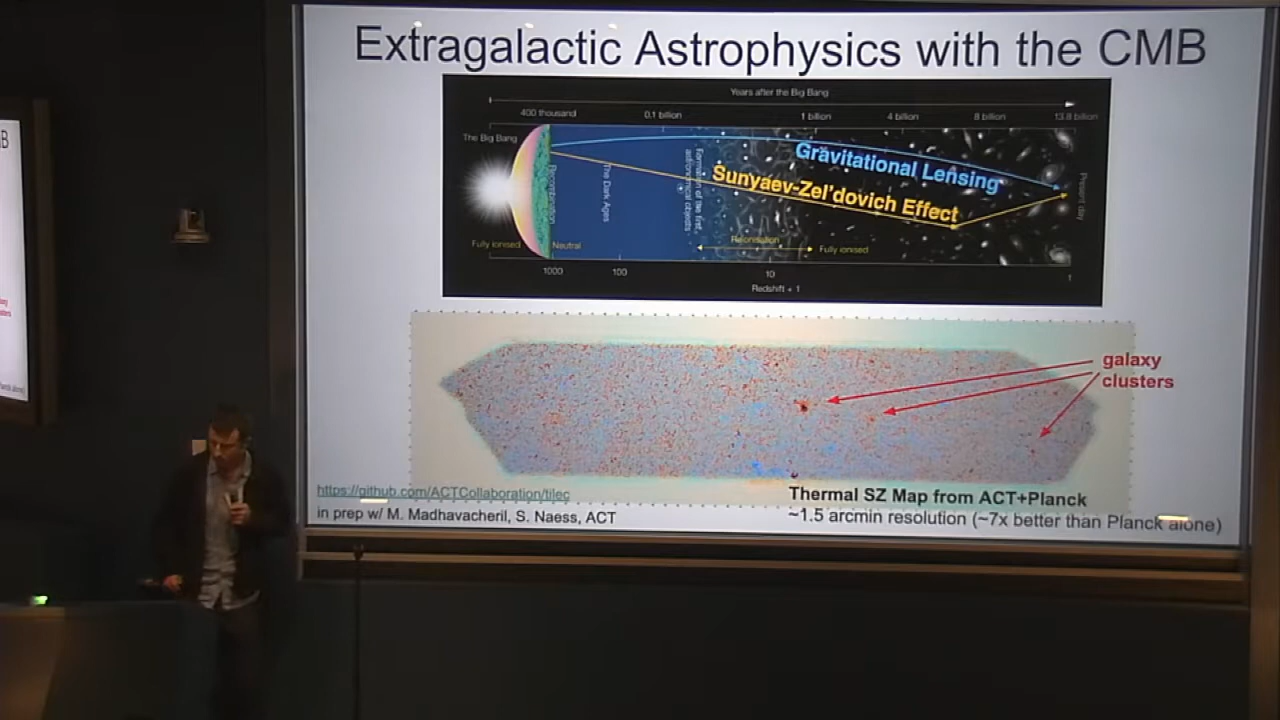 Extragalactic Astrophysics with the CMB
Years after the Big Bang
400 thousand
0.1 billion
1 billion
4 billion
8 billion
13.8 billion
The Big Bang
Recombination
The Dark Ages
Formation of the first
astronomical objects
Gravitational Lensing
Sunyaev-Zel'dovich Effect
Present day
Fully ionised
Neutral
Reionisation
Fully ionised
1000
100
10
1
Redshift + 1
galaxy
clusters
https://github.com/ACTCollaboration/tilec
in prep w/ M. Madhavacheril, S. Naess, ACT
Thermal SZ Map from ACT+Planck
~1.5 arcmin resolution (~7x better than Planck alone)